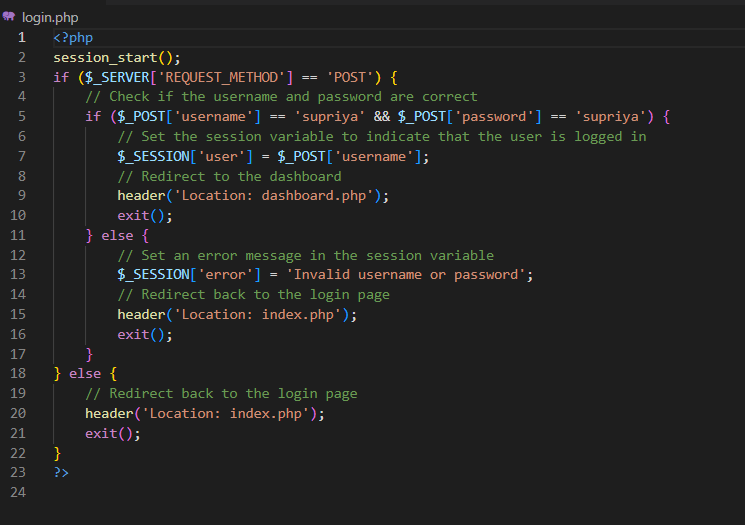 login.php
1 <?php
2 session_start();
3 if ($_SERVER['REQUEST_METHOD'] == 'POST') {
4     // Check if the username and password are correct
5     if ($_POST['username'] == 'supriya' && $_POST['password'] == 'supriya') {
6         // Set the session variable to indicate that the user is logged in
7         $_SESSION['user'] = $_POST['username'];
8         // Redirect to the dashboard
9         header('Location: dashboard.php');
10         exit();
11     } else {
12         // Set an error message in the session variable
13         $_SESSION['error'] = 'Invalid username or password';
14         // Redirect back to the login page
15         header('Location: index.php');
16         exit();
17     }
18 } else {
19     // Redirect back to the login page
20     header('Location: index.php');
21     exit();
22 }
23 ?>
24